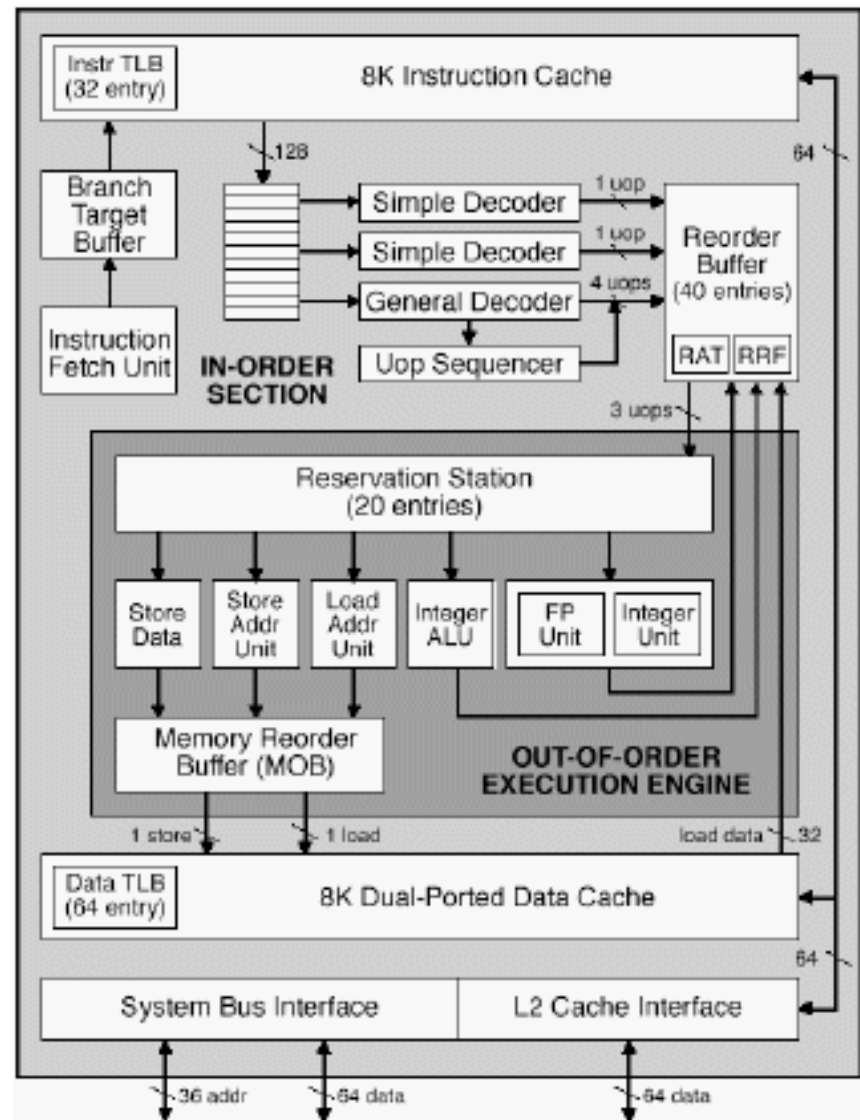 Instr TLB
(32 entry)
8K Instruction Cache
128
64
Branch
Target
Buffer
Instruction
Fetch Unit
Simple Decoder
1 uop
Simple Decoder
1 uop
General Decoder
4 uops
Uop Sequencer
Reorder
Buffer
(40 entries)
RAT
RRF
IN-ORDER
SECTION
3 uops
Reservation Station
(20 entries)
Store
Data
Store
Addr
Unit
Load
Addr
Unit
Integer
ALU
FP
Unit
Integer
Unit
Memory Reorder
Buffer (MOB)
OUT-OF-ORDER
EXECUTION ENGINE
1 store
1 load
load data
32
Data TLB
(64 entry)
8K Dual-Ported Data Cache
64
System Bus Interface
L2 Cache Interface
36 addr
64 data
64 data